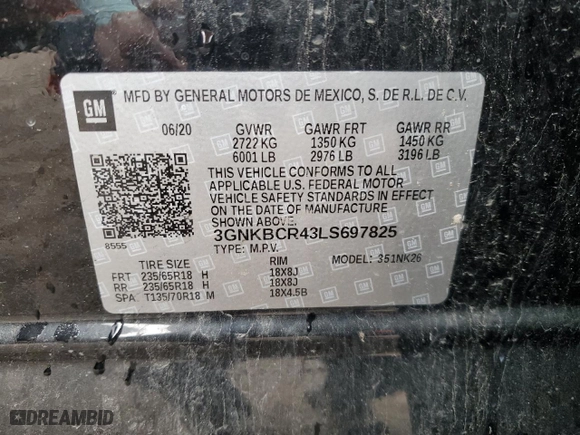 GM
MFD BY GENERAL MOTORS DE MEXICO, S. DE R.L. DE C.V.
06/20 GVWR GAWR FRT GAWR RR
2722 KG 1350 KG 1450 KG
6001 LB 2976 LB 3196 LB
THIS VEHICLE CONFORMS TO ALL
APPLICABLE U.S. FEDERAL MOTOR
VEHICLE SAFETY STANDARDS IN EFFECT
ON THE DATE OF MANUFACTURE
SHOWN ABOVE.
8555 3GNKBCR43LS697825
TYPE: M.P.V. MODEL: 351NK26
TIRE SIZE RIM
FRT 235/65R18 H 18X8J
RR 235/65R18 H 18X8J
SPA T135/70R18 M 18X4.5B
DREAMBID